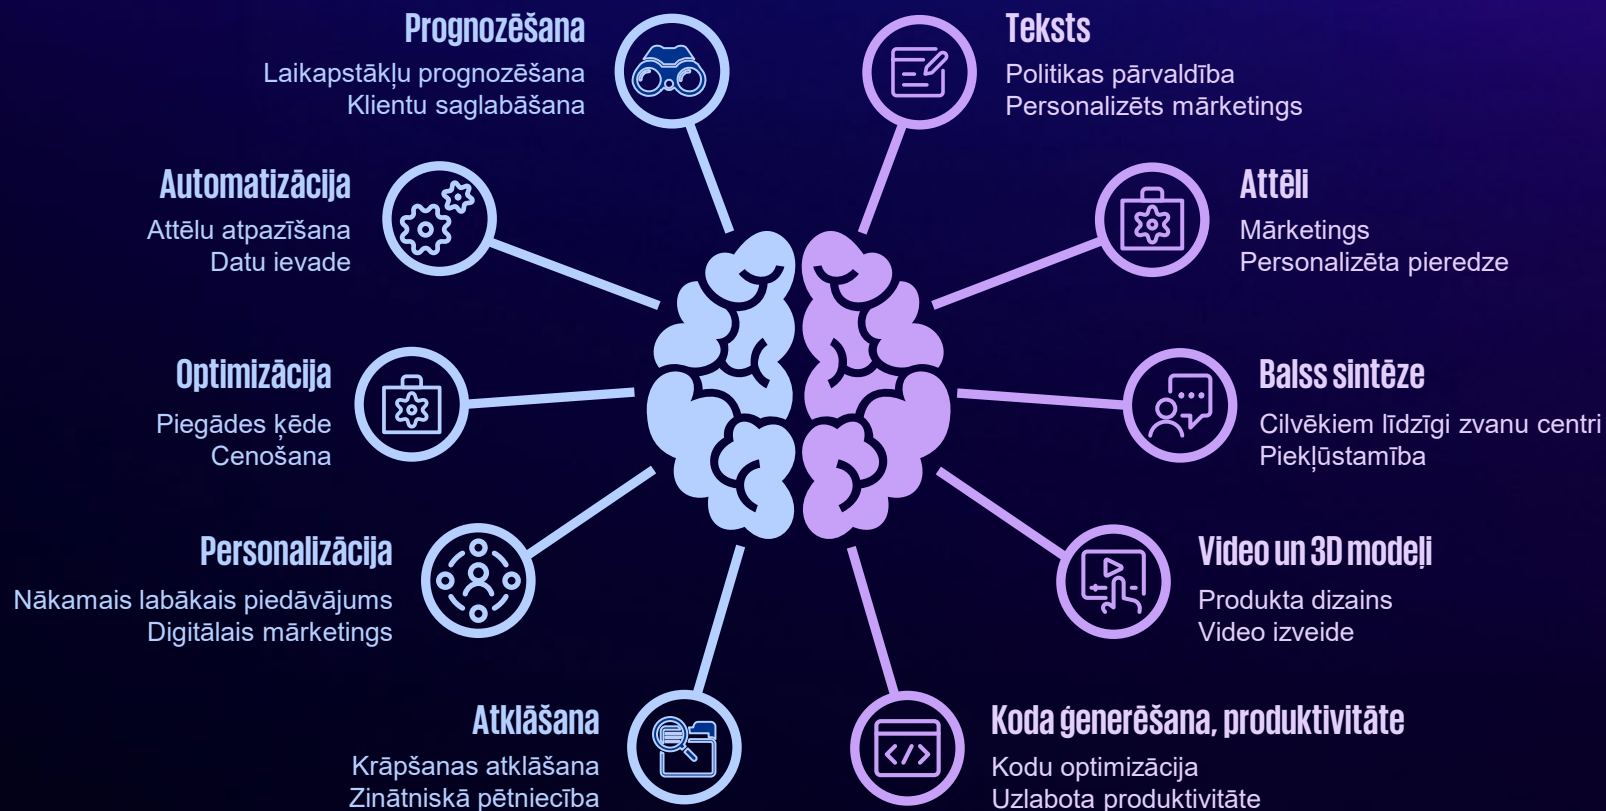 Prognozēšana
Laikapstākļu prognozēšana
Klientu saglabāšana
Automatizācija
Attēlu atpazīšana
Datu ievade
Optimizācija
Piegādes ķēde
Cenošana
Personalizācija
Nākamais labākais piedāvājums
Digitālais mārketings
Atklāšana
Krāpšanas atklāšana
Zinātniskā pētniecība
Teksts
Politikas pārvaldība
Personalizēts mārketings
Attēli
Mārketings
Personalizēta pieredze
Balss sintēze
Cilvēkiem līdzīgi zvanu centri
Piekļūstamība
Video un 3D modeļi
Produkta dizains
Video izveide
Koda ģenerēšana, produktivitāte
Kodu optimizācija
Uzlabota produktivitāte